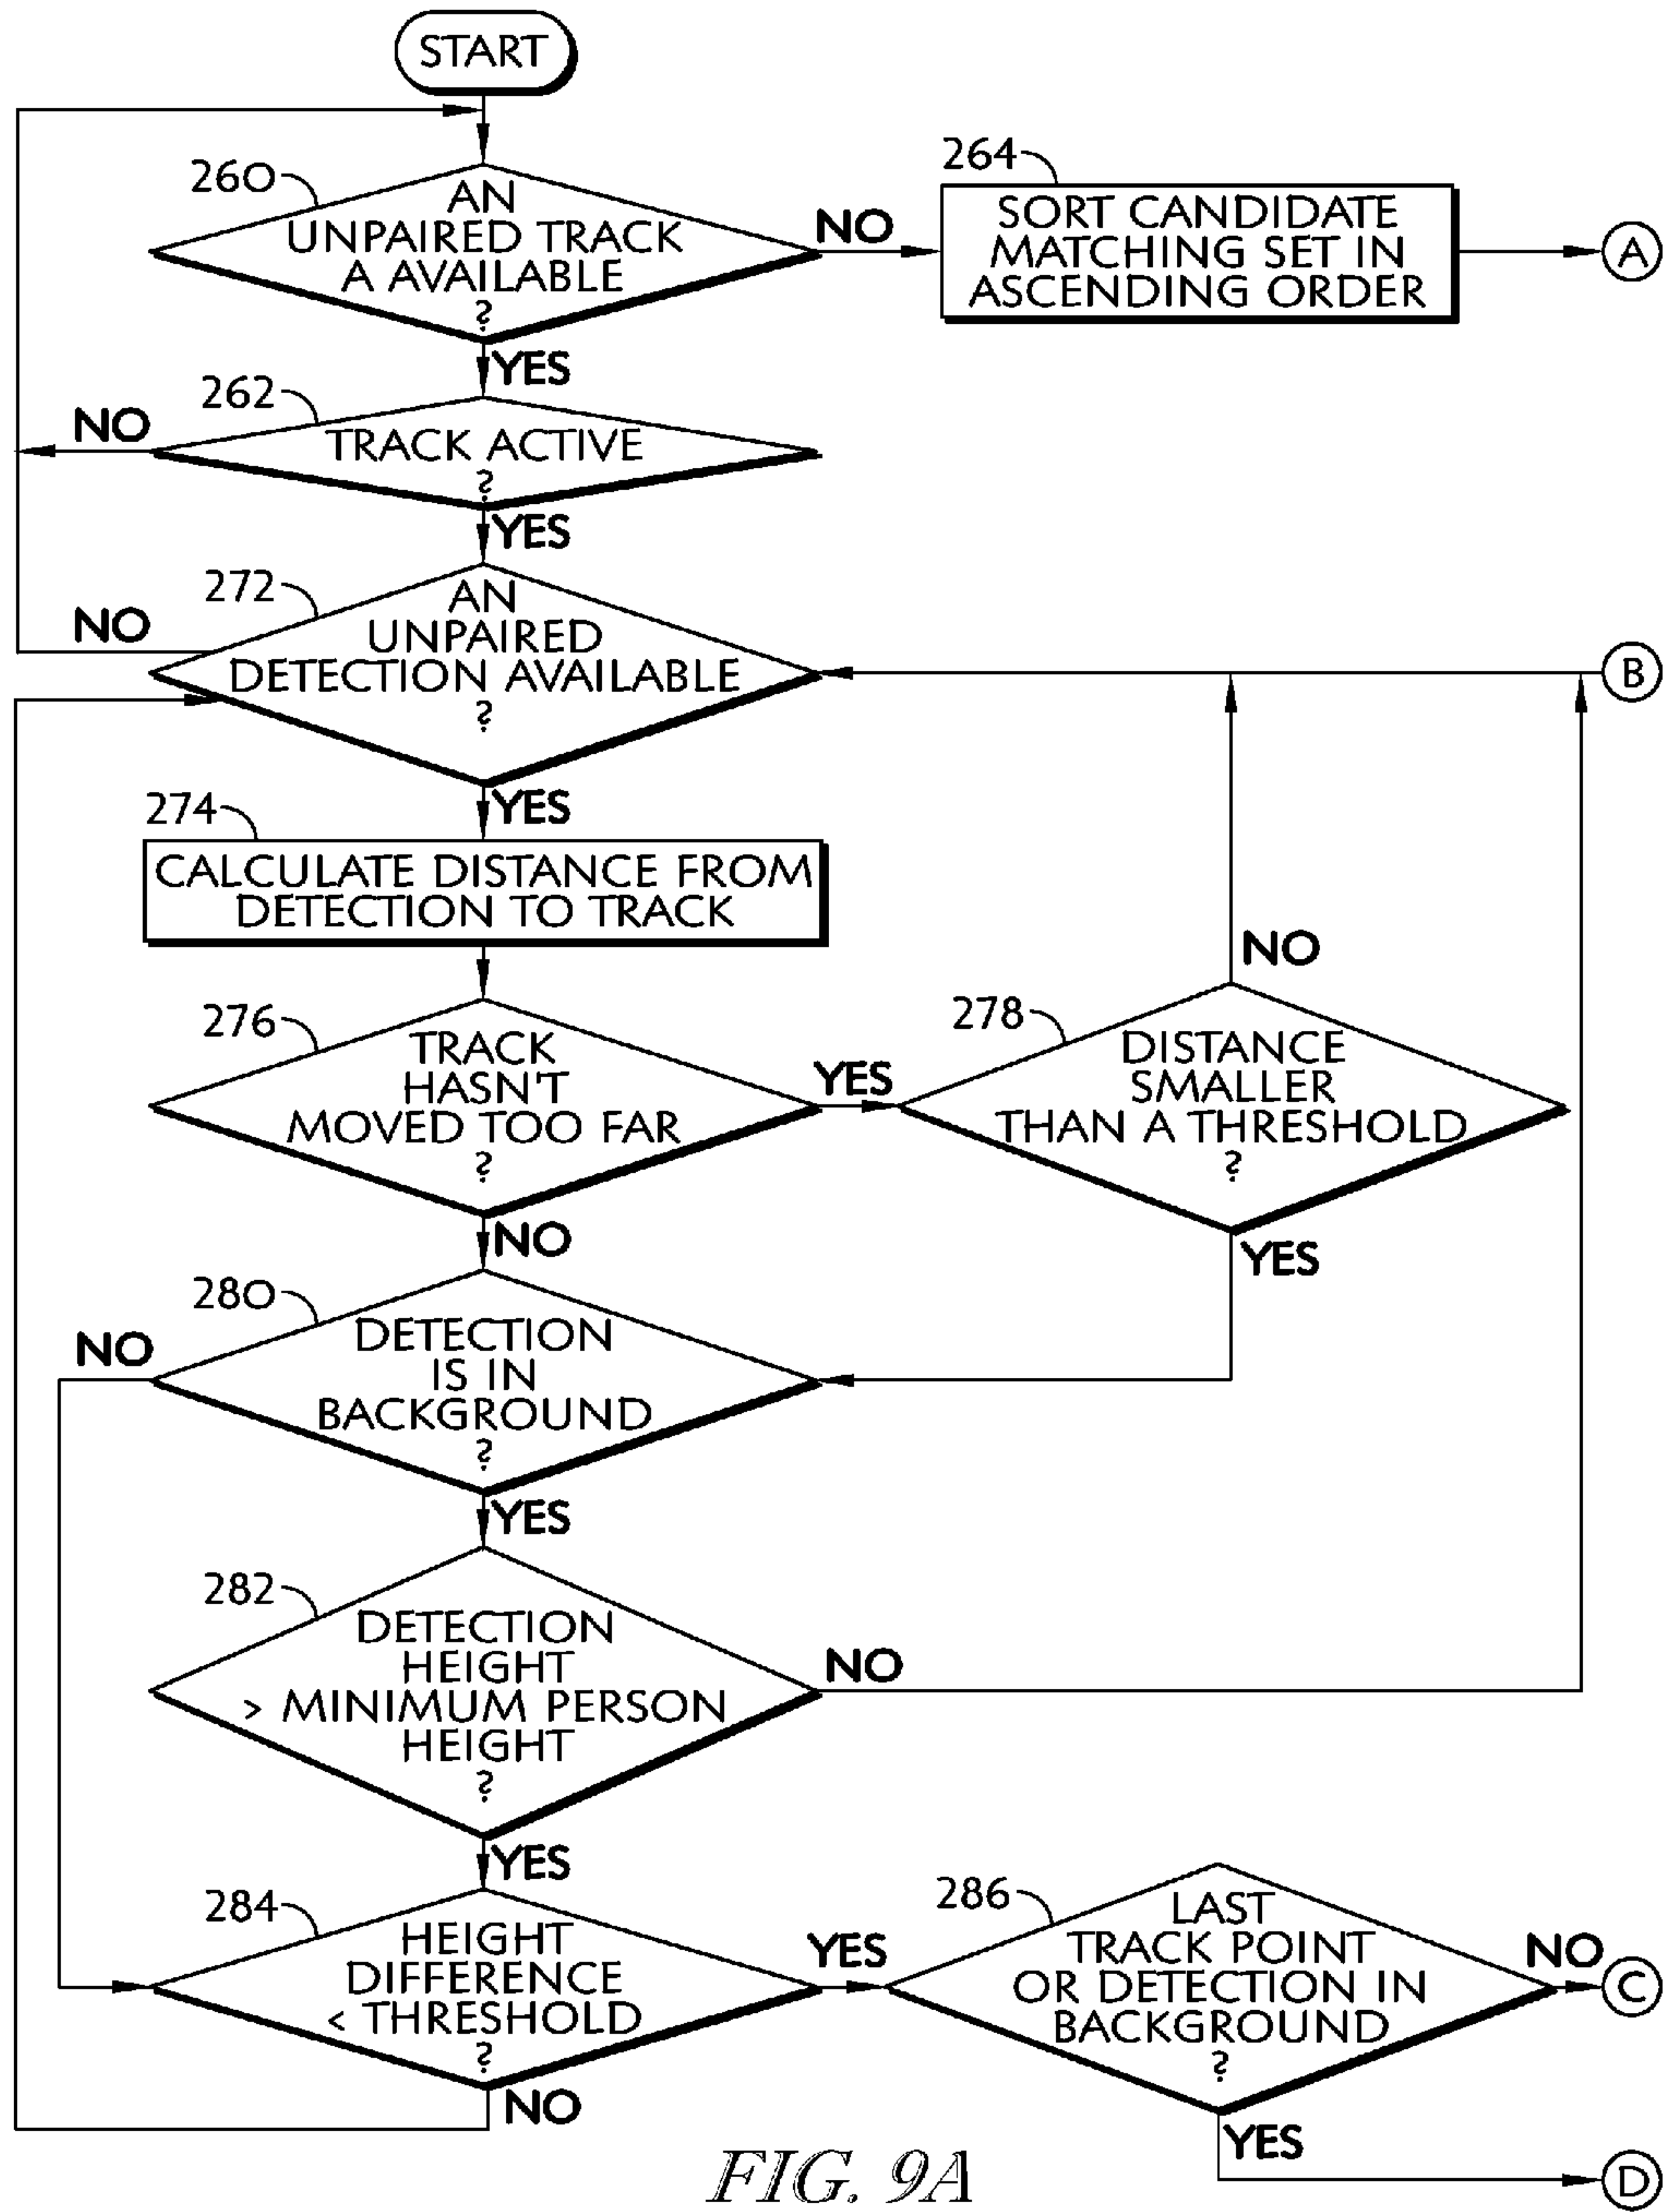 START
260
AN
UNPAIRED TRACK
A AVAILABLE
?
NO
264
SORT CANDIDATE
MATCHING SET IN
ASCENDING ORDER
A
YES
262
NO
TRACK ACTIVE
?
YES
272
NO
AN
UNPAIRED
DETECTION AVAILABLE
?
B
YES
274
CALCULATE DISTANCE FROM
DETECTION TO TRACK
276
TRACK
HASN'T
MOVED TOO FAR
?
YES
NO
278
DISTANCE
SMALLER
THAN A THRESHOLD
?
YES
NO
280
NO
DETECTION
IS IN
BACKGROUND
?
YES
282
DETECTION
HEIGHT
> MINIMUM PERSON
HEIGHT
?
NO
YES
284
HEIGHT
DIFFERENCE
< THRESHOLD
?
YES
NO
286
LAST
TRACK POINT
OR DETECTION IN
BACKGROUND
?
NO
C
YES
D
FIG. 9A